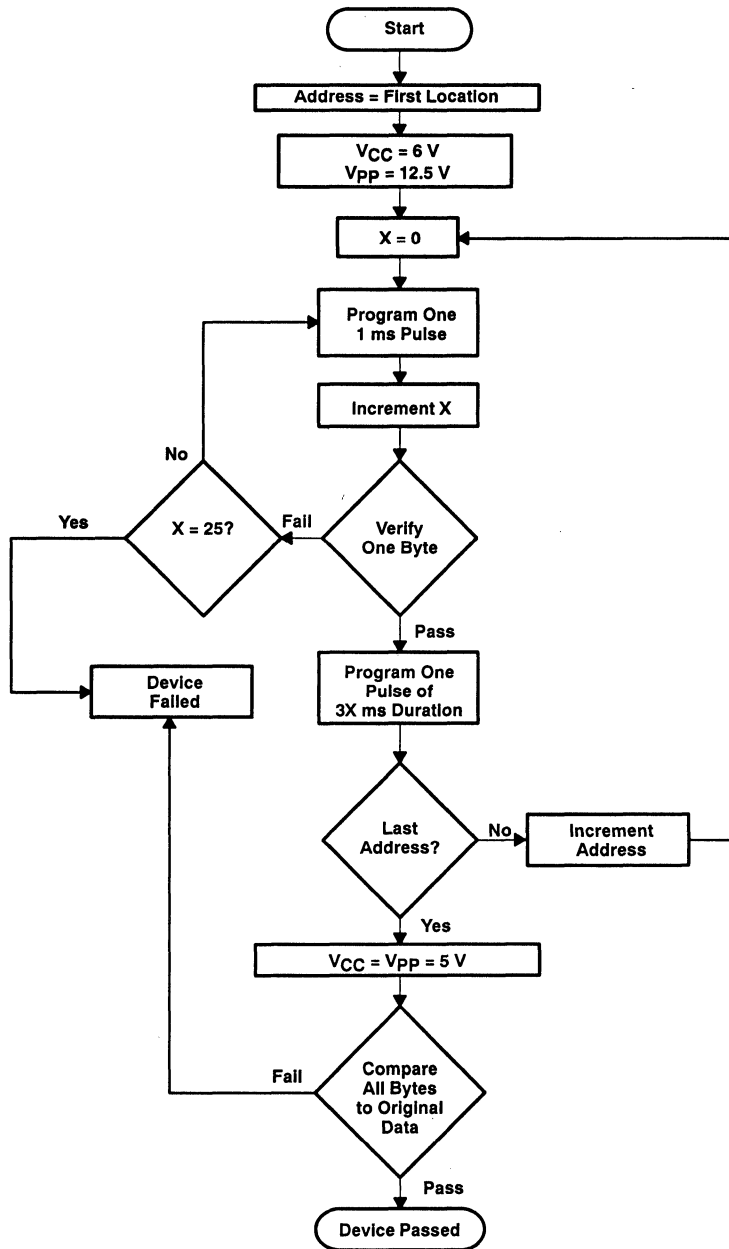 Start
Address = First Location
VCC = 6 V
VPP = 12.5 V
X = 0
Program One
1 ms Pulse
Increment X
No
Yes
X = 25?
Fail
Verify
One Byte
Pass
Device
Failed
Program One
Pulse of
3X ms Duration
Last
Address?
No
Increment
Address
Yes
VCC = VPP = 5 V
Fail
Compare
All Bytes
to Original
Data
Pass
Device Passed